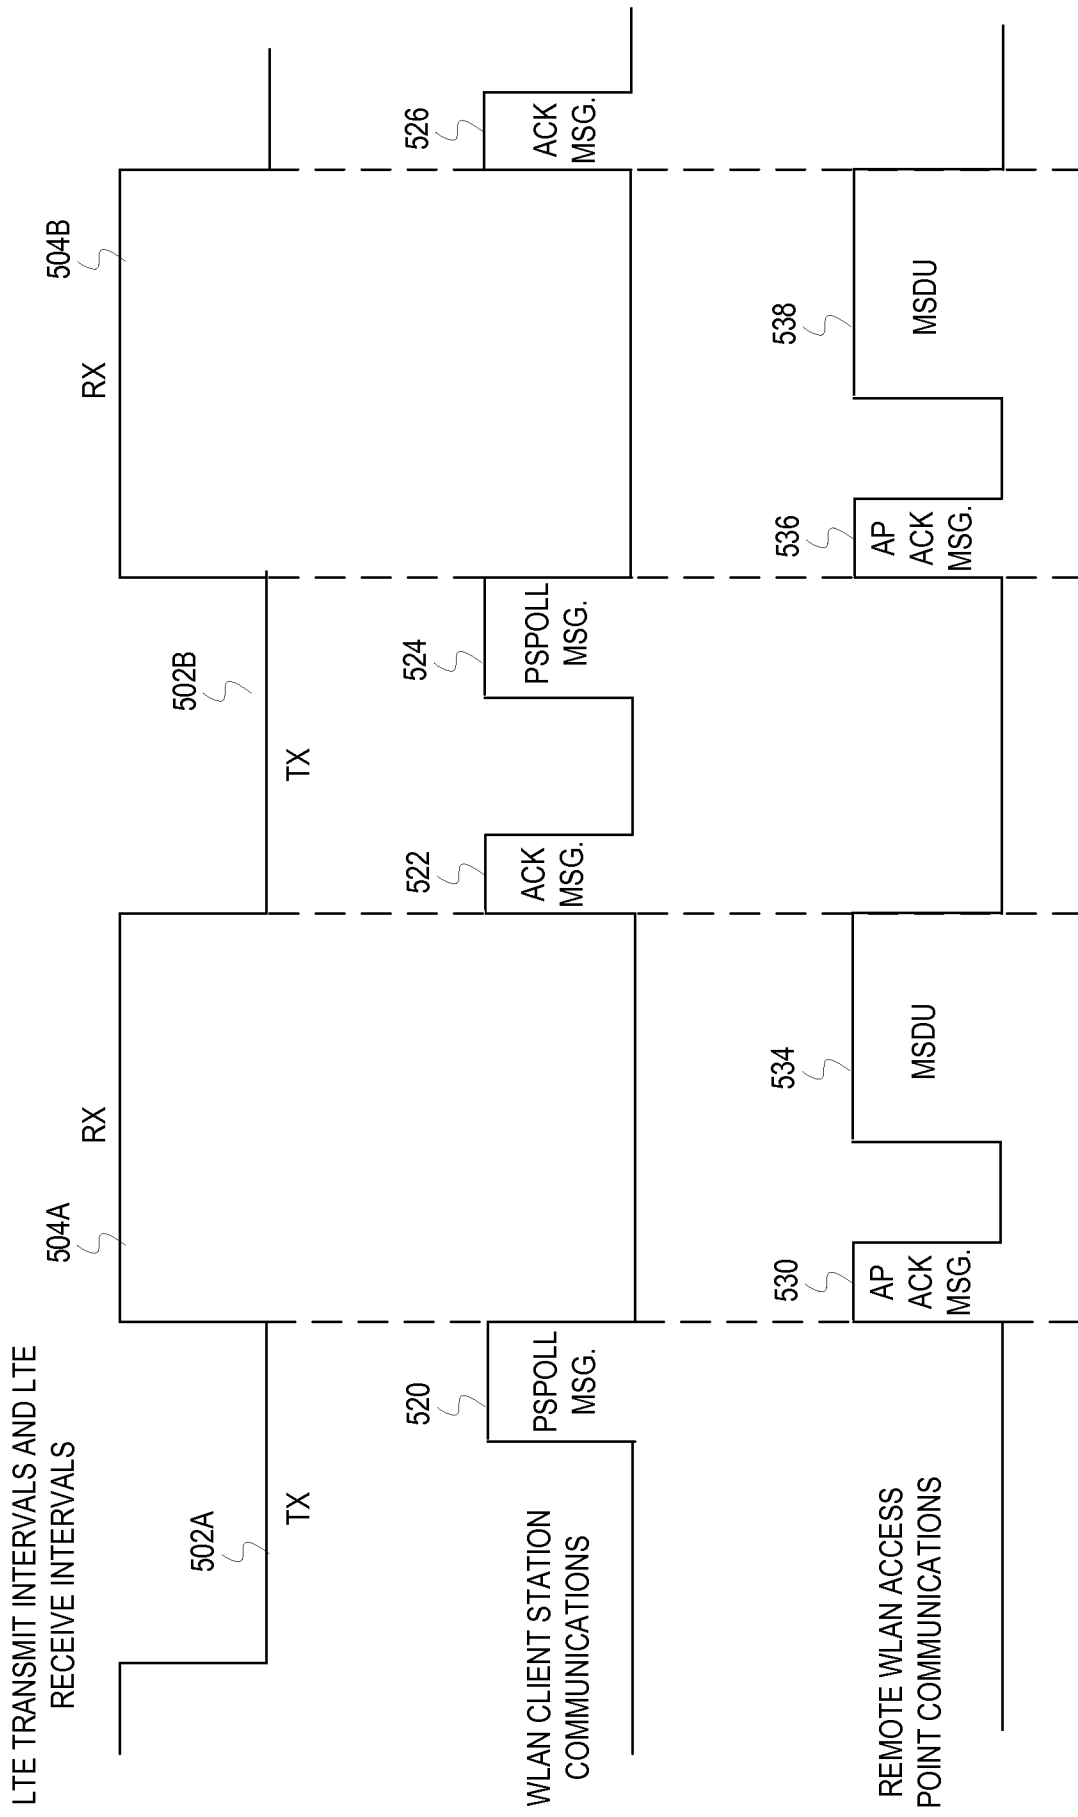 LTE TRANSMIT INTERVALS AND LTE
RECEIVE INTERVALS
502A
TX
504A
RX
502B
TX
RX
504B
WLAN CLIENT STATION
COMMUNICATIONS
520
PSPOLL
MSG.
522
ACK
MSG.
524
PSPOLL
MSG.
526
ACK
MSG.
REMOTE WLAN ACCESS
POINT COMMUNICATIONS
530
AP
ACK
MSG.
534
MSDU
536
AP
ACK
MSG.
538
MSDU